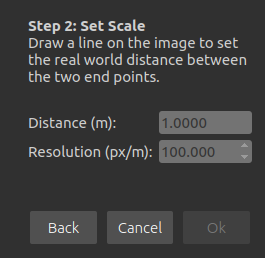 Step 2: Set Scale
Draw a line on the image to set
the real world distance between
the two end points.
Distance (m): 1.0000
Resolution (px/m): 100.000
Back Cancel Ok